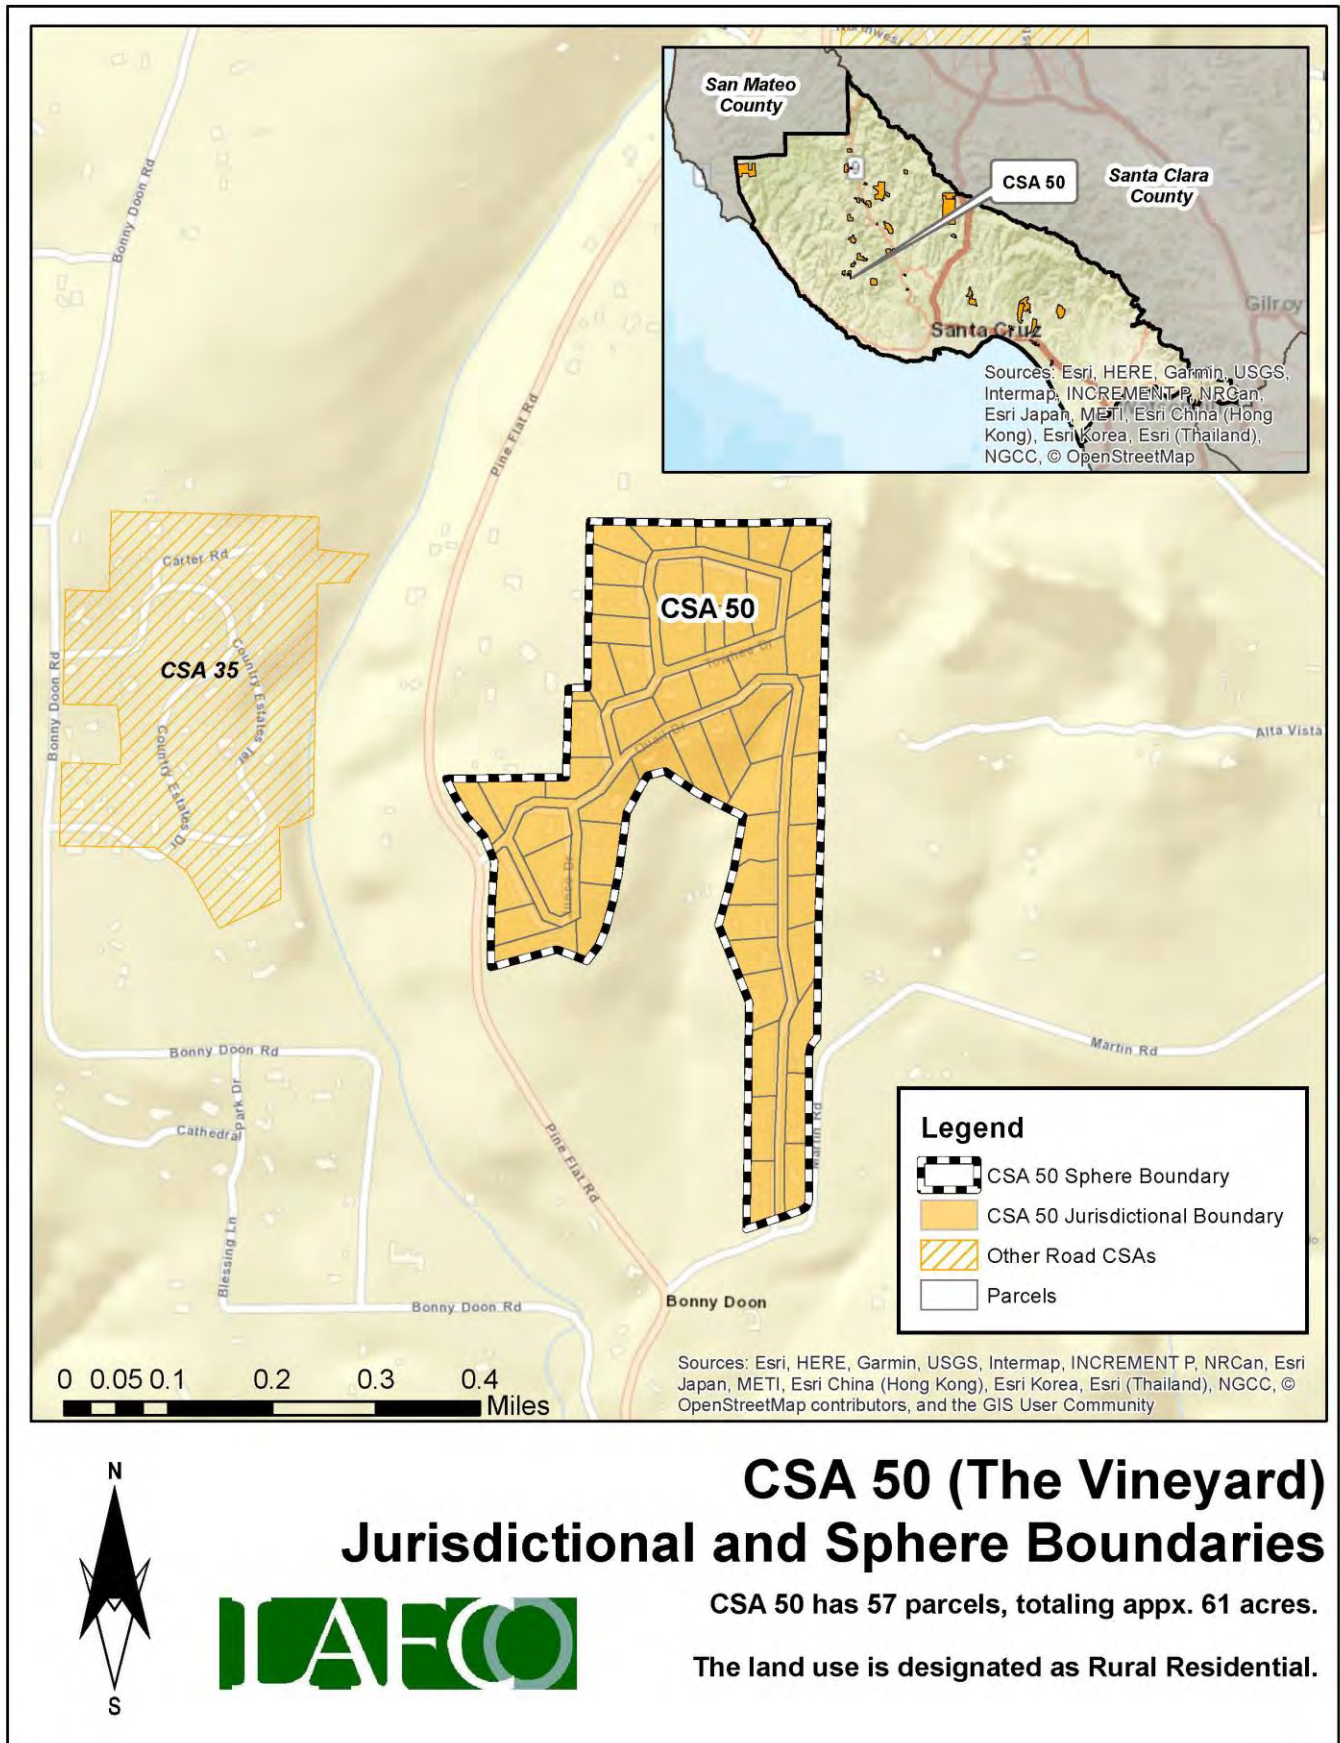 Northwest
San Mateo
County
9
CSA 50
Santa Clara
County
Gilroy
Santa Cruz
Sources: Esri, HERE, Garmin, USGS,
Intermap, INCREMENT P, NRCan,
Esri Japan, METI, Esri China (Hong
Kong), Esri Korea, Esri (Thailand),
NGCC, © OpenStreetMap
Bonny Doon Rd
Pine Flat Rd
Carter Rd
CSA 35
Country Estates Ter
Country Estates Dr
Bonny Doon Rd
CSA 50
Towhee Dr
Quail Dr
Junco Dr
Alta Vista
Martin Rd
Martin Rd
Bonny Doon Rd
Park Dr
Cathedral
Blessing Ln
Bonny Doon Rd
Pine Flat Rd
Bonny Doon
Legend
CSA 50 Sphere Boundary
CSA 50 Jurisdictional Boundary
Other Road CSAs
Parcels
0 0.05 0.1 0.2 0.3 0.4
Miles
Sources: Esri, HERE, Garmin, USGS, Intermap, INCREMENT P, NRCan, Esri
Japan, METI, Esri China (Hong Kong), Esri Korea, Esri (Thailand), NGCC, ©
OpenStreetMap contributors, and the GIS User Community
N
S
LAFCO
CSA 50 (The Vineyard)
Jurisdictional and Sphere Boundaries
CSA 50 has 57 parcels, totaling appx. 61 acres.
The land use is designated as Rural Residential.